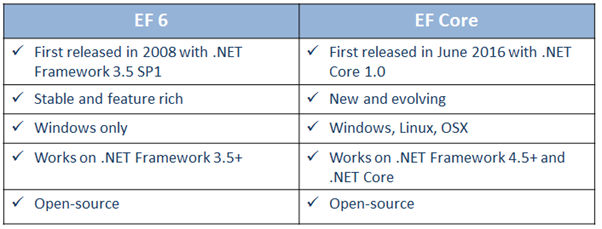 EF 6
EF Core
✓ First released in 2008 with .NET
Framework 3.5 SP1
✓ First released in June 2016 with .NET
Core 1.0
✓ Stable and feature rich
✓ New and evolving
✓ Windows only
✓ Windows, Linux, OSX
✓ Works on .NET Framework 3.5+
✓ Works on .NET Framework 4.5+ and
.NET Core
✓ Open-source
✓ Open-source